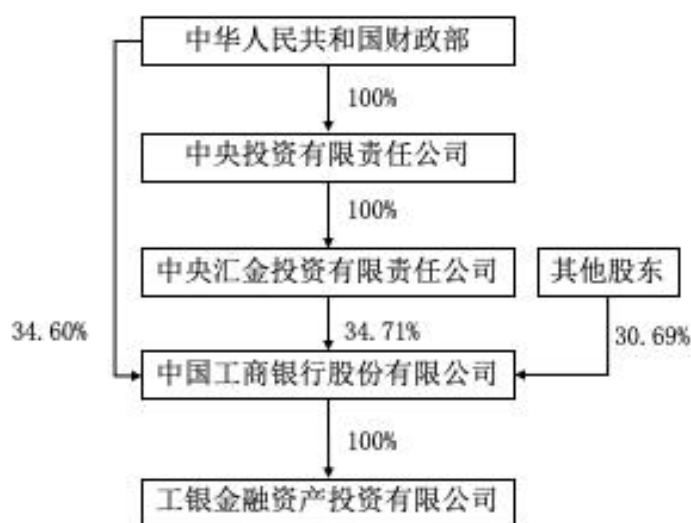 中华人民共和国财政部
100%
中央投资有限责任公司
100%
中央汇金投资有限责任公司
其他股东
34.60%
34.71%
30.69%
中国工商银行股份有限公司
100%
工银金融资产投资有限公司